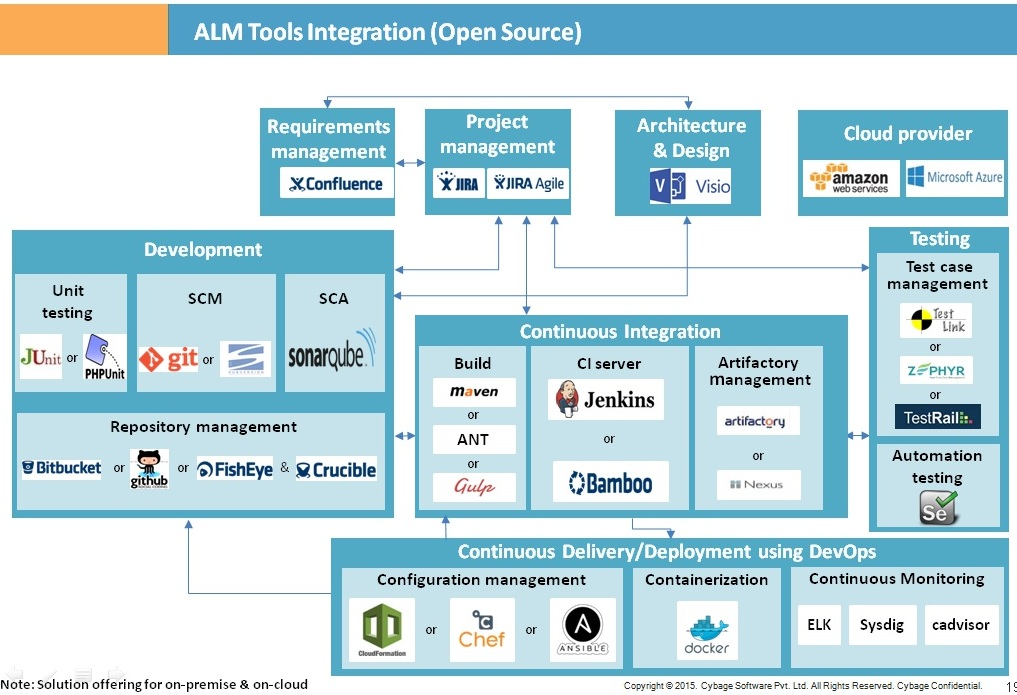 ALM Tools Integration (Open Source)
Requirements
management
Confluence
Project
management
JIRA
JIRA Agile
Architecture
& Design
V
Visio
Cloud provider
amazon
web services
Microsoft Azure
Development
Unit
testing
JUnit
or
PHPUnit
SCM
git
or
SCA
sonarqube
Repository management
Bitbucket
or
github
or
FishEye
&
Crucible
Continuous Integration
Build
maven
or
ANT
or
Gulp
CI server
Jenkins
or
Bamboo
Artifactory
management
artifactory
or
Nexus
Testing
Test case
management
Test
Link
or
ZEPHYR
or
TestRail
Automation
testing
Se
Continuous Delivery/Deployment using DevOps
Configuration management
CloudFormation
or
Chef
or
A
ANSIBLE
Containerization
docker
Continuous Monitoring
ELK
Sysdig
cadvisor
Note: Solution offering for on-premise & on-cloud
Copyright © 2015. Cybage Software Pvt. Ltd. All Rights Reserved. Cybage Confidential.